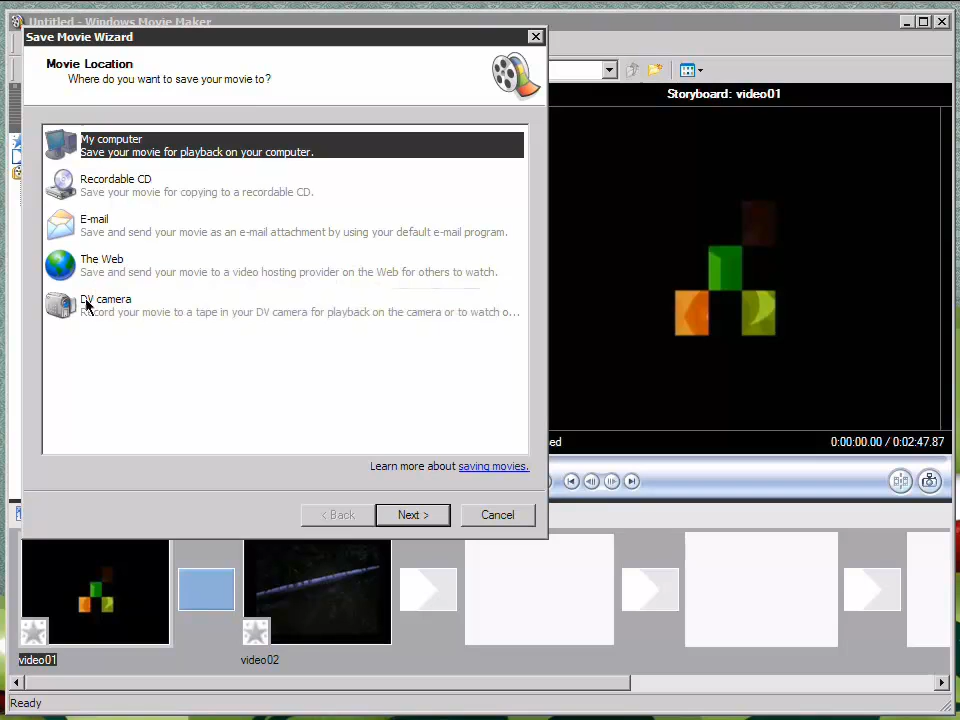 Untitled - Windows Movie Maker
Save Movie Wizard
Movie Location
Where do you want to save your movie to?
Storyboard: video01
My computer
Save your movie for playback on your computer.
Recordable CD
Save your movie for copying to a recordable CD.
E-mail
Save and send your movie as an e-mail attachment by using your default e-mail program.
The Web
Save and send your movie to a video hosting provider on the Web for others to watch.
DV camera
Record your movie to a tape in your DV camera for playback on the camera or to watch o...
ed
0:00:00.00 / 0:02:47.87
Learn more about saving movies.
< Back
Next >
Cancel
video01
video02
Ready